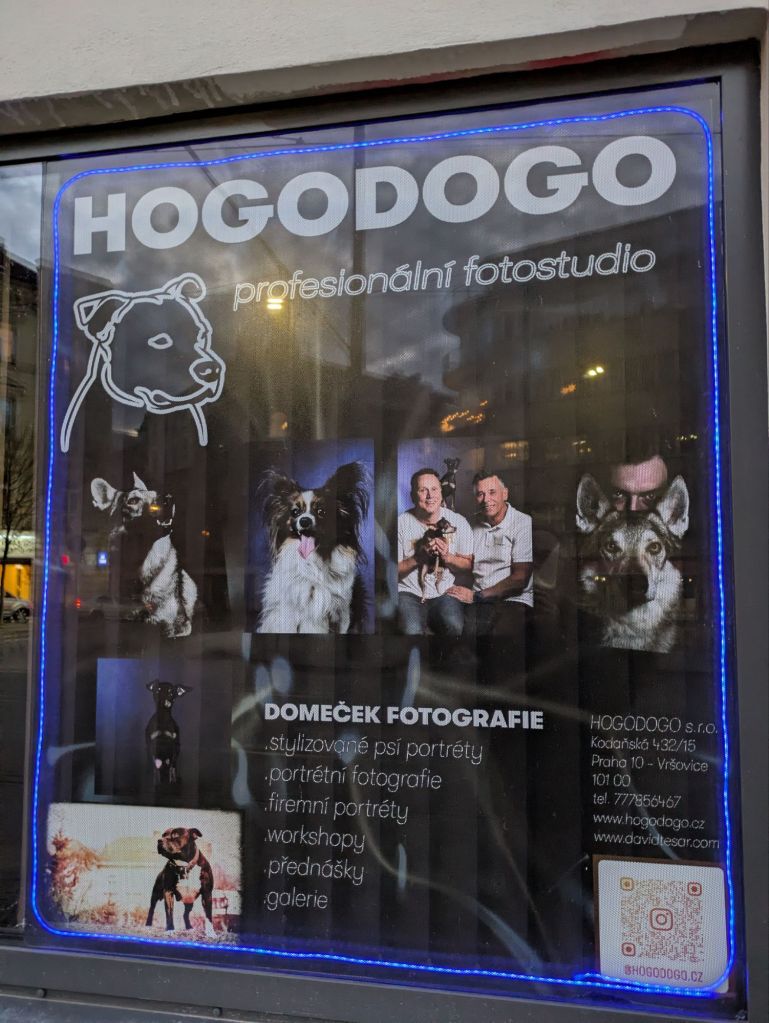 HOGODOGO
profesionální fotostudio
DOMEČEK FOTOGRAFIE
.stylizované psí portréty
.portrétní fotografie
.firemní portréty
.workshopy
.přednášky
.galerie
HOGODOGO s.r.o.
Kodaňská 432/15
Praha 10 - Vršovice
101 00
tel. 777856467
www.hogodogo.cz
www.davidtesar.com
@HOGODOGO.CZ